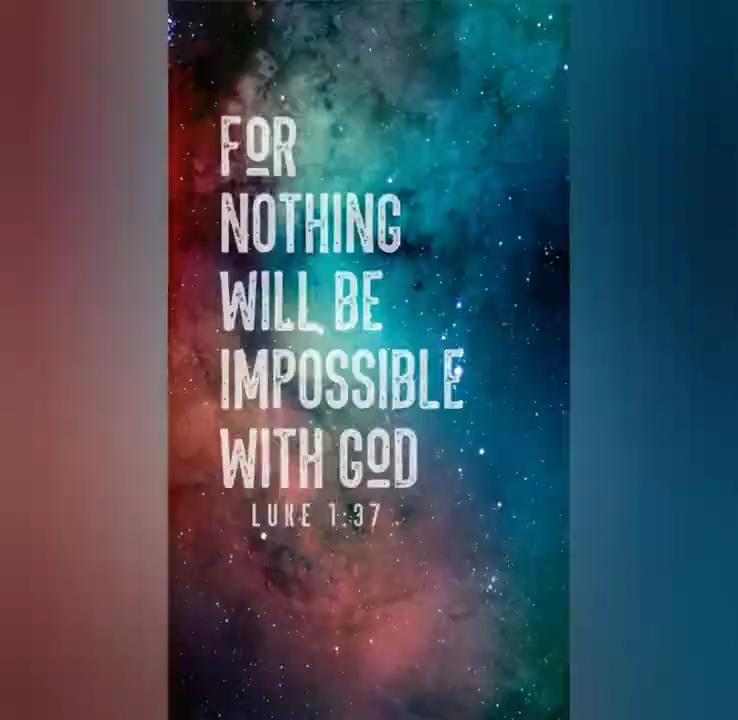 FOR
NOTHING
WILL BE
IMPOSSIBLE
WITH GOD
LUKE 1:37